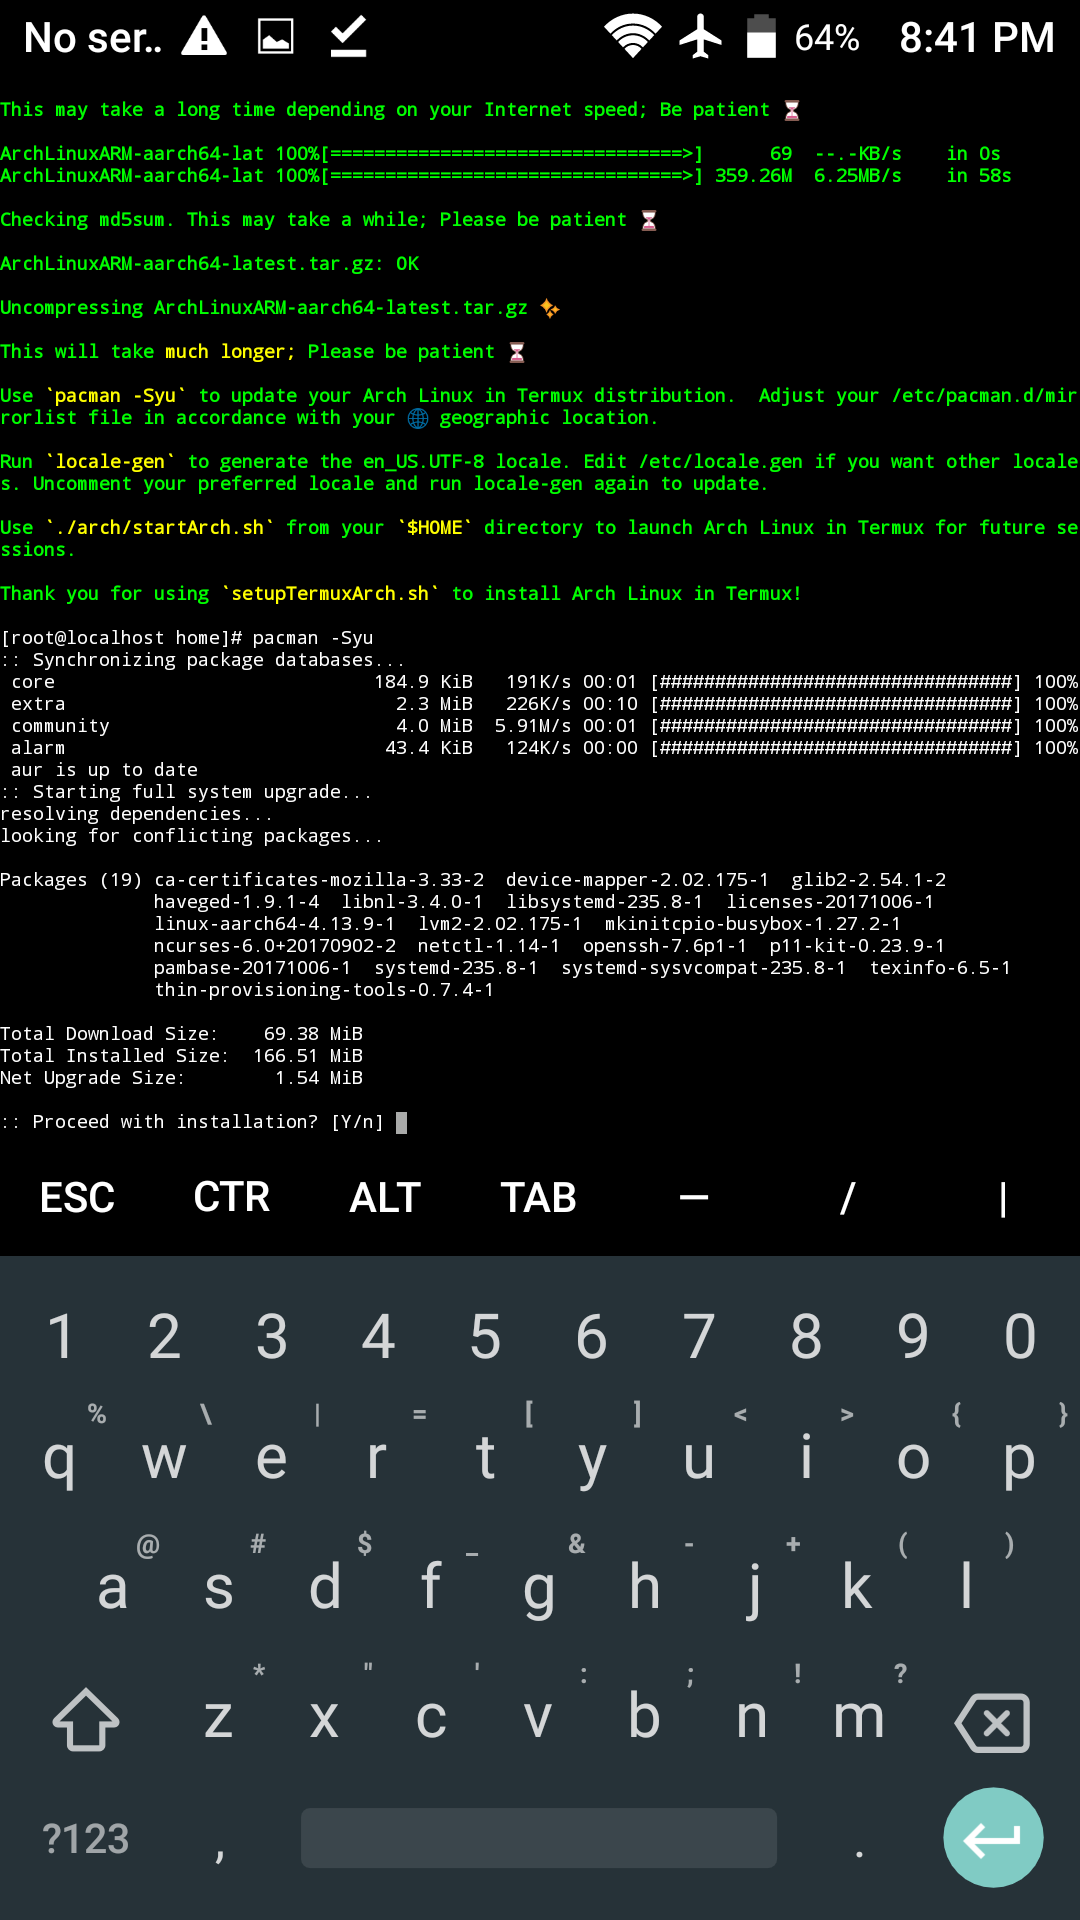 No ser.. 64% 8:41 PM
This may take a long time depending on your Internet speed; Be patient ⏳
ArchLinuxARM-aarch64-lat 100%[================================>]      69  --.-KB/s    in 0s
ArchLinuxARM-aarch64-lat 100%[================================>] 359.26M  6.25MB/s    in 58s
Checking md5sum. This may take a while; Please be patient ⏳
ArchLinuxARM-aarch64-latest.tar.gz: OK
Uncompressing ArchLinuxARM-aarch64-latest.tar.gz ✨
This will take much longer; Please be patient ⏳
Use `pacman -Syu` to update your Arch Linux in Termux distribution.  Adjust your /etc/pacman.d/mir
rorlist file in accordance with your 🌐 geographic location.
Run `locale-gen` to generate the en_US.UTF-8 locale. Edit /etc/locale.gen if you want other locale
s. Uncomment your preferred locale and run locale-gen again to update.
Use `./arch/startArch.sh` from your `$HOME` directory to launch Arch Linux in Termux for future se
ssions.
Thank you for using `setupTermuxArch.sh` to install Arch Linux in Termux!
[root@localhost home]# pacman -Syu
:: Synchronizing package databases...
 core                             184.9 KiB   191K/s 00:01 [################################] 100%
 extra                              2.3 MiB   226K/s 00:10 [################################] 100%
 community                          4.0 MiB  5.91M/s 00:01 [################################] 100%
 alarm                             43.4 KiB   124K/s 00:00 [################################] 100%
 aur is up to date
:: Starting full system upgrade...
resolving dependencies...
looking for conflicting packages...
Packages (19) ca-certificates-mozilla-3.33-2  device-mapper-2.02.175-1  glib2-2.54.1-2
              haveged-1.9.1-4  libnl-3.4.0-1  libsystemd-235.8-1  licenses-20171006-1
              linux-aarch64-4.13.9-1  lvm2-2.02.175-1  mkinitcpio-busybox-1.27.2-1
              ncurses-6.0+20170902-2  netctl-1.14-1  openssh-7.6p1-1  p11-kit-0.23.9-1
              pambase-20171006-1  systemd-235.8-1  systemd-sysvcompat-235.8-1  texinfo-6.5-1
              thin-provisioning-tools-0.7.4-1
Total Download Size:    69.38 MiB
Total Installed Size:  166.51 MiB
Net Upgrade Size:        1.54 MiB
:: Proceed with installation? [Y/n]
ESC CTR ALT TAB — / |
1 2 3 4 5 6 7 8 9 0
% \ | = [ ] < > { }
q w e r t y u i o p
@ # $ _ & - + ( )
a s d f g h j k l
* " ' : ; ! ?
z x c v b n m
?123 , .